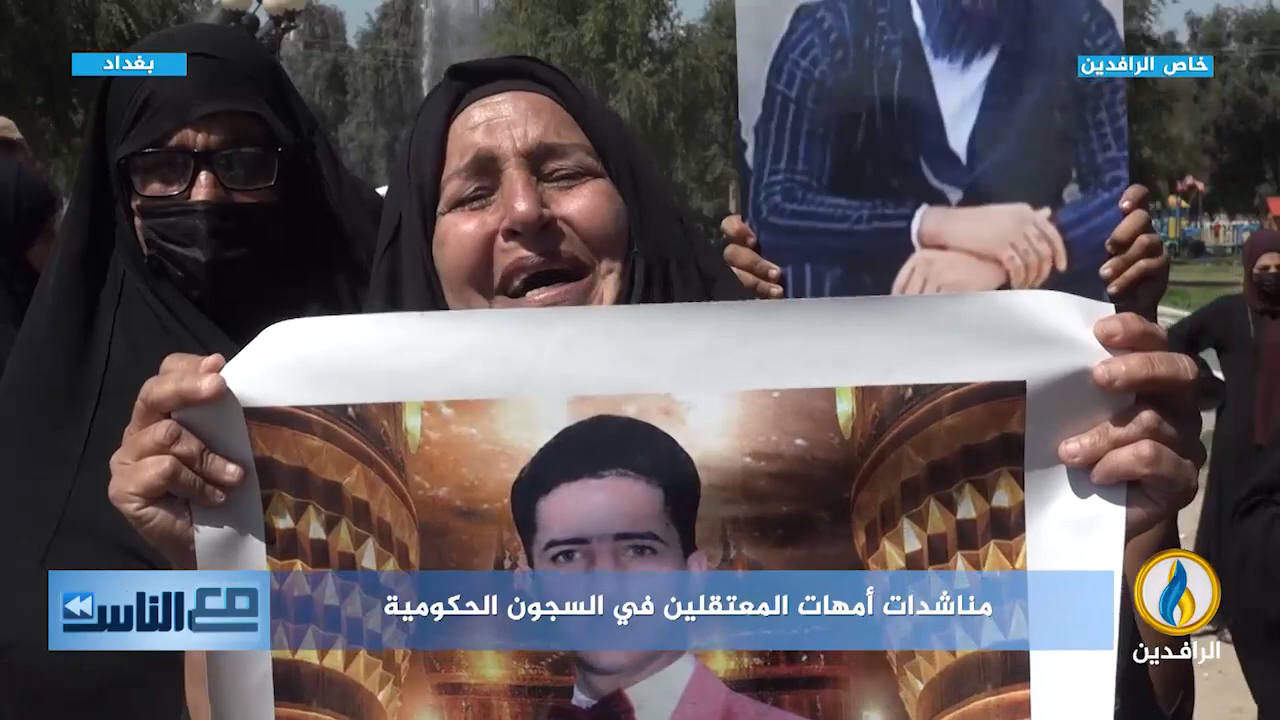 خاص الرافدين
بغداد
مع الناس
مناشدات أمهات المعتقلين في السجون الحكومية
الرافدين